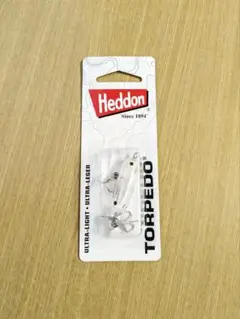 Heddon
Since 1894
ULTRA-LIGHT • ULTRA-LEGER
TORPEDO